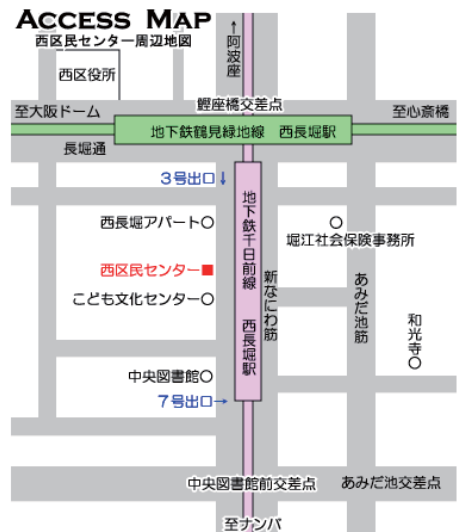 ACCESS MAP
西区民センター周辺地図
西区役所
↑阿波座
至大阪ドーム
鰹座橋交差点
至心斎橋
地下鉄鶴見緑地線 西長堀駅
長堀通
3号出口↓
西長堀アパート○
地下鉄千日前線 西長堀駅
堀江社会保険事務所
西区民センター■
こども文化センター○
新なにわ筋
あみだ池筋
和光寺○
中央図書館○
7号出口→
中央図書館前交差点
あみだ池交差点
至ナンバ